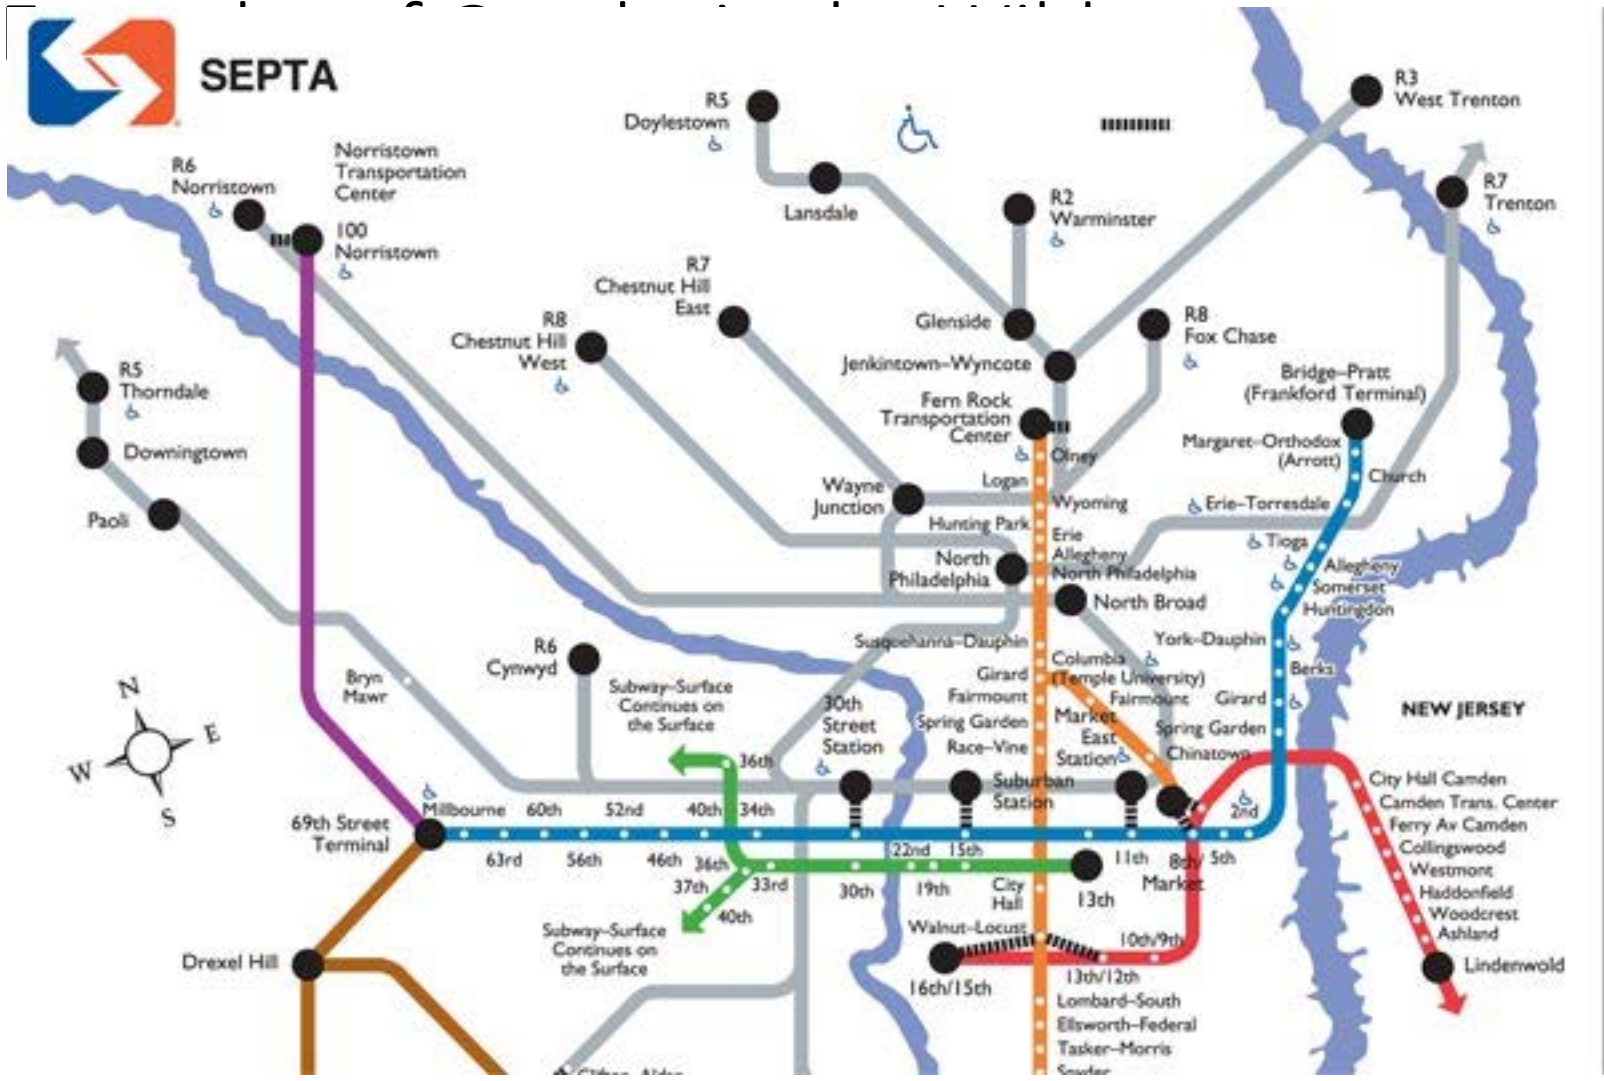 SEPTA
R3
West Trenton
R5
Doylestown
Lansdale
R7
Trenton
R2
Warminster
Norristown
Transportation
Center
R6
Norristown
100
Norristown
R7
Chestnut Hill
East
R8
Chestnut Hill
West
Glenside
R8
Fox Chase
Jenkintown–Wyncote
Bridge–Pratt
(Frankford Terminal)
R5
Thorndale
Downingtown
Paoli
Fern Rock
Transportation
Center
Margaret–Orthodox
(Arrott)
Church
Olney
Logan
Wayne
Junction
Wyoming
Erie–Torresdale
Hunting Park
Erie
Tioga
Allegheny
Allegheny
North
Philadelphia
North Philadelphia
Somerset
Huntingdon
North Broad
Susquehanna–Dauphin
York–Dauphin
R6
Cynwyd
Columbia
(Temple University)
Berks
Girard
Bryn
Mawr
Subway–Surface
Continues on
the Surface
Fairmount
Fairmount
Girard
30th
Street
Station
Spring Garden
Market
East
Station
Spring Garden
NEW JERSEY
Race–Vine
Chinatown
N
E
W
S
36th
Suburban
Station
City Hall Camden
Camden Trans. Center
Ferry Av Camden
Collingswood
Westmont
Haddonfield
Woodcrest
Ashland
Lindenwold
Millbourne
60th
52nd
40th
34th
2nd
69th Street
Terminal
63rd
56th
46th
36th
22nd
15th
11th
8th/
Market
5th
37th
33rd
30th
19th
City
Hall
13th
40th
Subway–Surface
Continues on
the Surface
Walnut–Locust
10th/9th
Drexel Hill
16th/15th
13th/12th
Lombard–South
Ellsworth–Federal
Tasker–Morris